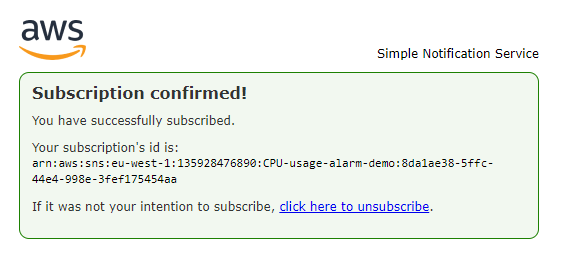 aws
Simple Notification Service
Subscription confirmed!
You have successfully subscribed.
Your subscription's id is:
arn:aws:sns:eu-west-1:135928476890:CPU-usage-alarm-demo:8da1ae38-5ffc-
44e4-998e-3fef175454aa
If it was not your intention to subscribe, click here to unsubscribe.